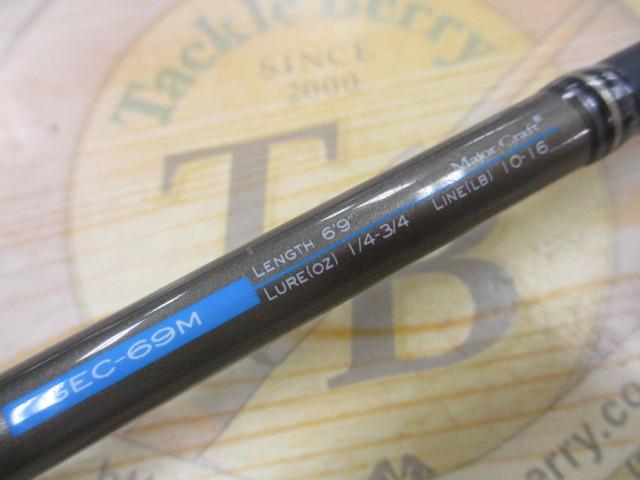 Tackle Berry
SINCE
2000
TB
Major Craft®
LENGTH 6'9"
LURE(OZ) 1/4-3/4 LINE(LB) 10-16
GEC-69M